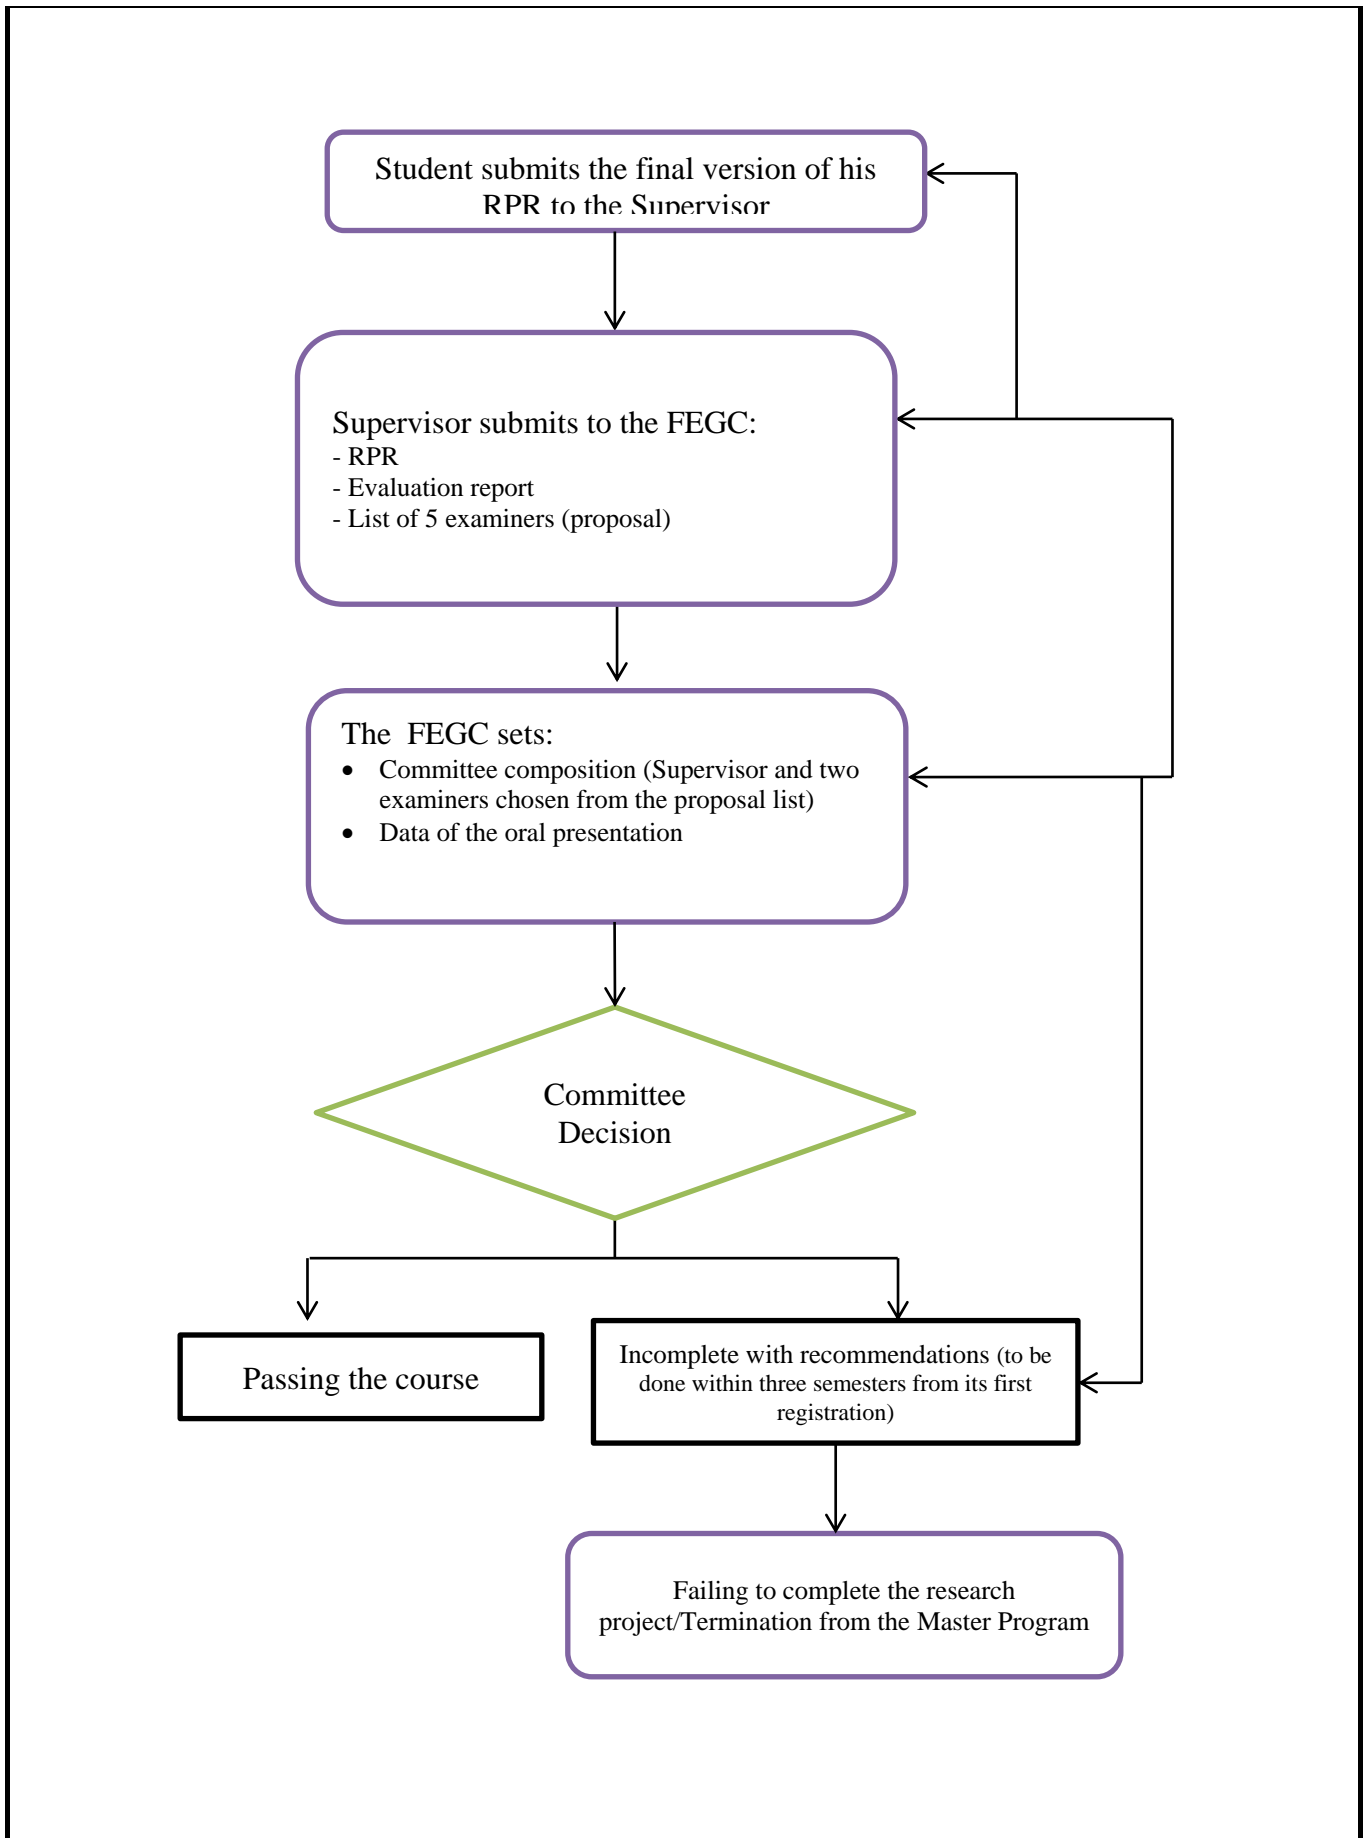 Student submits the final version of his
RPR to the Supervisor
Supervisor submits to the FEGC:
- RPR
- Evaluation report
- List of 5 examiners (proposal)
The FEGC sets:
• Committee composition (Supervisor and two
examiners chosen from the proposal list)
• Data of the oral presentation
Committee
Decision
Passing the course
Incomplete with recommendations (to be
done within three semesters from its first
registration)
Failing to complete the research
project/Termination from the Master Program